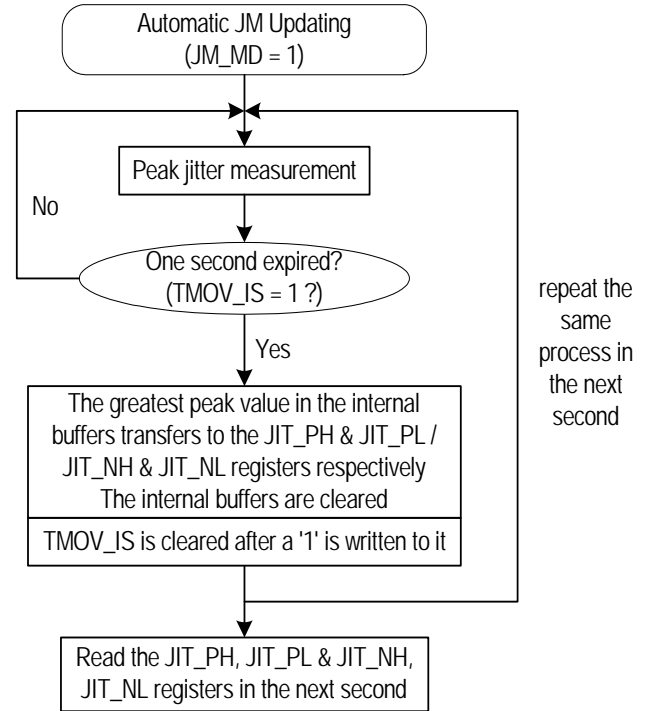 Automatic JM Updating
(JM_MD = 1)
Peak jitter measurement
No
One second expired?
(TMOV_IS = 1 ?)
repeat the
same
process in
the next
second
Yes
The greatest peak value in the internal
buffers transfers to the JIT_PH & JIT_PL /
JIT_NH & JIT_NL registers respectively
The internal buffers are cleared
TMOV_IS is cleared after a '1' is written to it
Read the JIT_PH, JIT_PL & JIT_NH,
JIT_NL registers in the next second